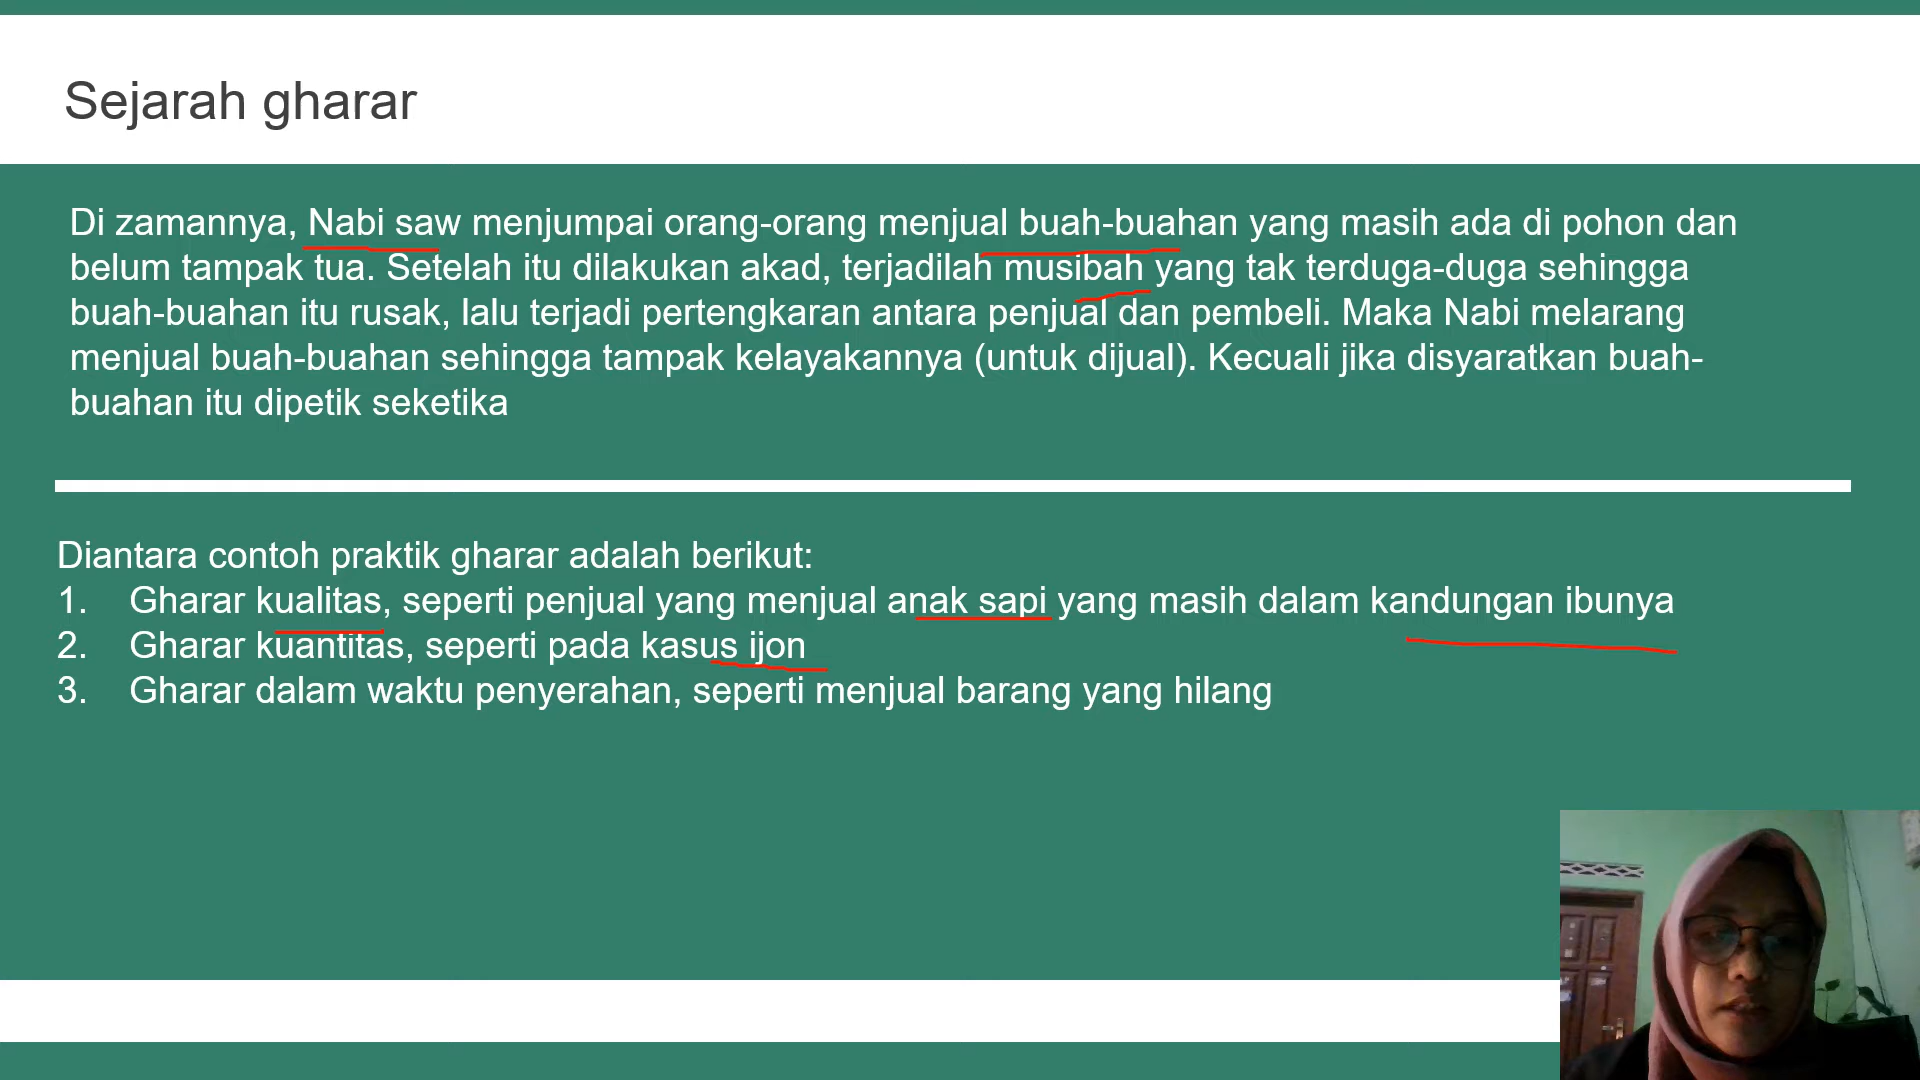 Sejarah gharar
Di zamannya, Nabi saw menjumpai orang-orang menjual buah-buahan yang masih ada di pohon dan
belum tampak tua. Setelah itu dilakukan akad, terjadilah musibah yang tak terduga-duga sehingga
buah-buahan itu rusak, lalu terjadi pertengkaran antara penjual dan pembeli. Maka Nabi melarang
menjual buah-buahan sehingga tampak kelayakannya (untuk dijual). Kecuali jika disyaratkan buah-
buahan itu dipetik seketika
Diantara contoh praktik gharar adalah berikut:
1. Gharar kualitas, seperti penjual yang menjual anak sapi yang masih dalam kandungan ibunya
2. Gharar kuantitas, seperti pada kasus ijon
3. Gharar dalam waktu penyerahan, seperti menjual barang yang hilang